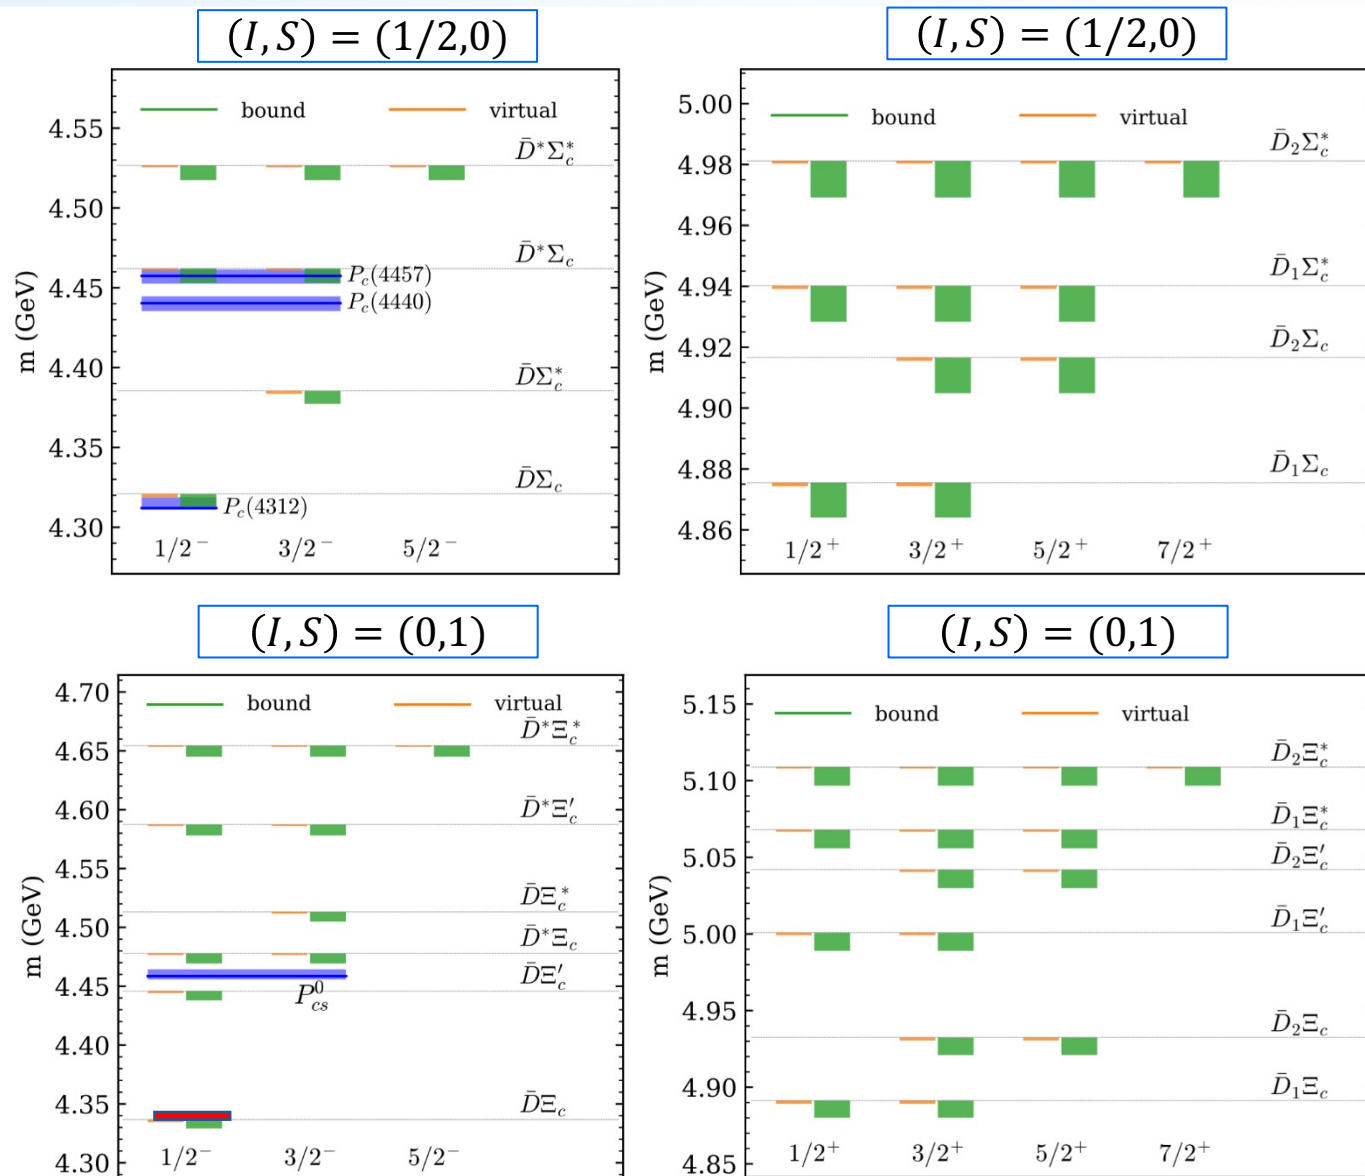 (I, S) = (1/2,0)
bound
virtual
4.55
4.50
4.45
4.40
4.35
4.30
m (GeV)
D̄*Σc*
D̄*Σc
Pc(4457)
Pc(4440)
D̄Σc*
D̄Σc
Pc(4312)
1/2⁻ 3/2⁻ 5/2⁻
(I, S) = (1/2,0)
bound
virtual
5.00
4.98
4.96
4.94
4.92
4.90
4.88
4.86
m (GeV)
D̄₂Σc*
D̄₁Σc*
D̄₂Σc
D̄₁Σc
1/2⁺ 3/2⁺ 5/2⁺ 7/2⁺
(I, S) = (0,1)
bound
virtual
4.70
4.65
4.60
4.55
4.50
4.45
4.40
4.35
4.30
m (GeV)
D̄*Ξc*
D̄*Ξc′
D̄Ξc*
D̄*Ξc
D̄Ξc′
Pcs⁰
D̄Ξc
1/2⁻ 3/2⁻ 5/2⁻
(I, S) = (0,1)
bound
virtual
5.15
5.10
5.05
5.00
4.95
4.90
4.85
m (GeV)
D̄₂Ξc*
D̄₁Ξc*
D̄₂Ξc′
D̄₁Ξc′
D̄₂Ξc
D̄₁Ξc
1/2⁺ 3/2⁺ 5/2⁺ 7/2⁺